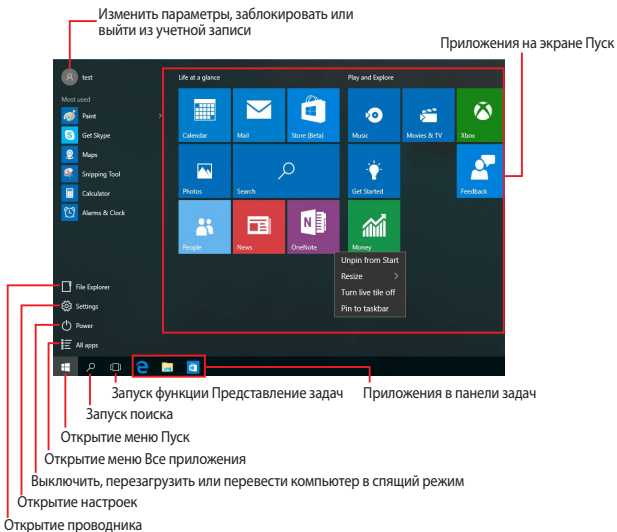 Изменить параметры, заблокировать или
выйти из учетной записи
Приложения на экране Пуск
test
Most used
Paint
Get Skype
Maps
Snipping Tool
Calculator
Alarms & Clock
File Explorer
Settings
Power
All apps
Life at a glance
Play and Explore
Calendar
Mail
Store (Beta)
Music
Movies & TV
Xbox
Photos
Search
Get Started
Feedback
People
News
OneNote
Money
Unpin from Start
Resize
Turn live tile off
Pin to taskbar
Запуск функции Представление задач
Приложения в панели задач
Запуск поиска
Открытие меню Пуск
Открытие меню Все приложения
Выключить, перезагрузить или перевести компьютер в спящий режим
Открытие настроек
Открытие проводника